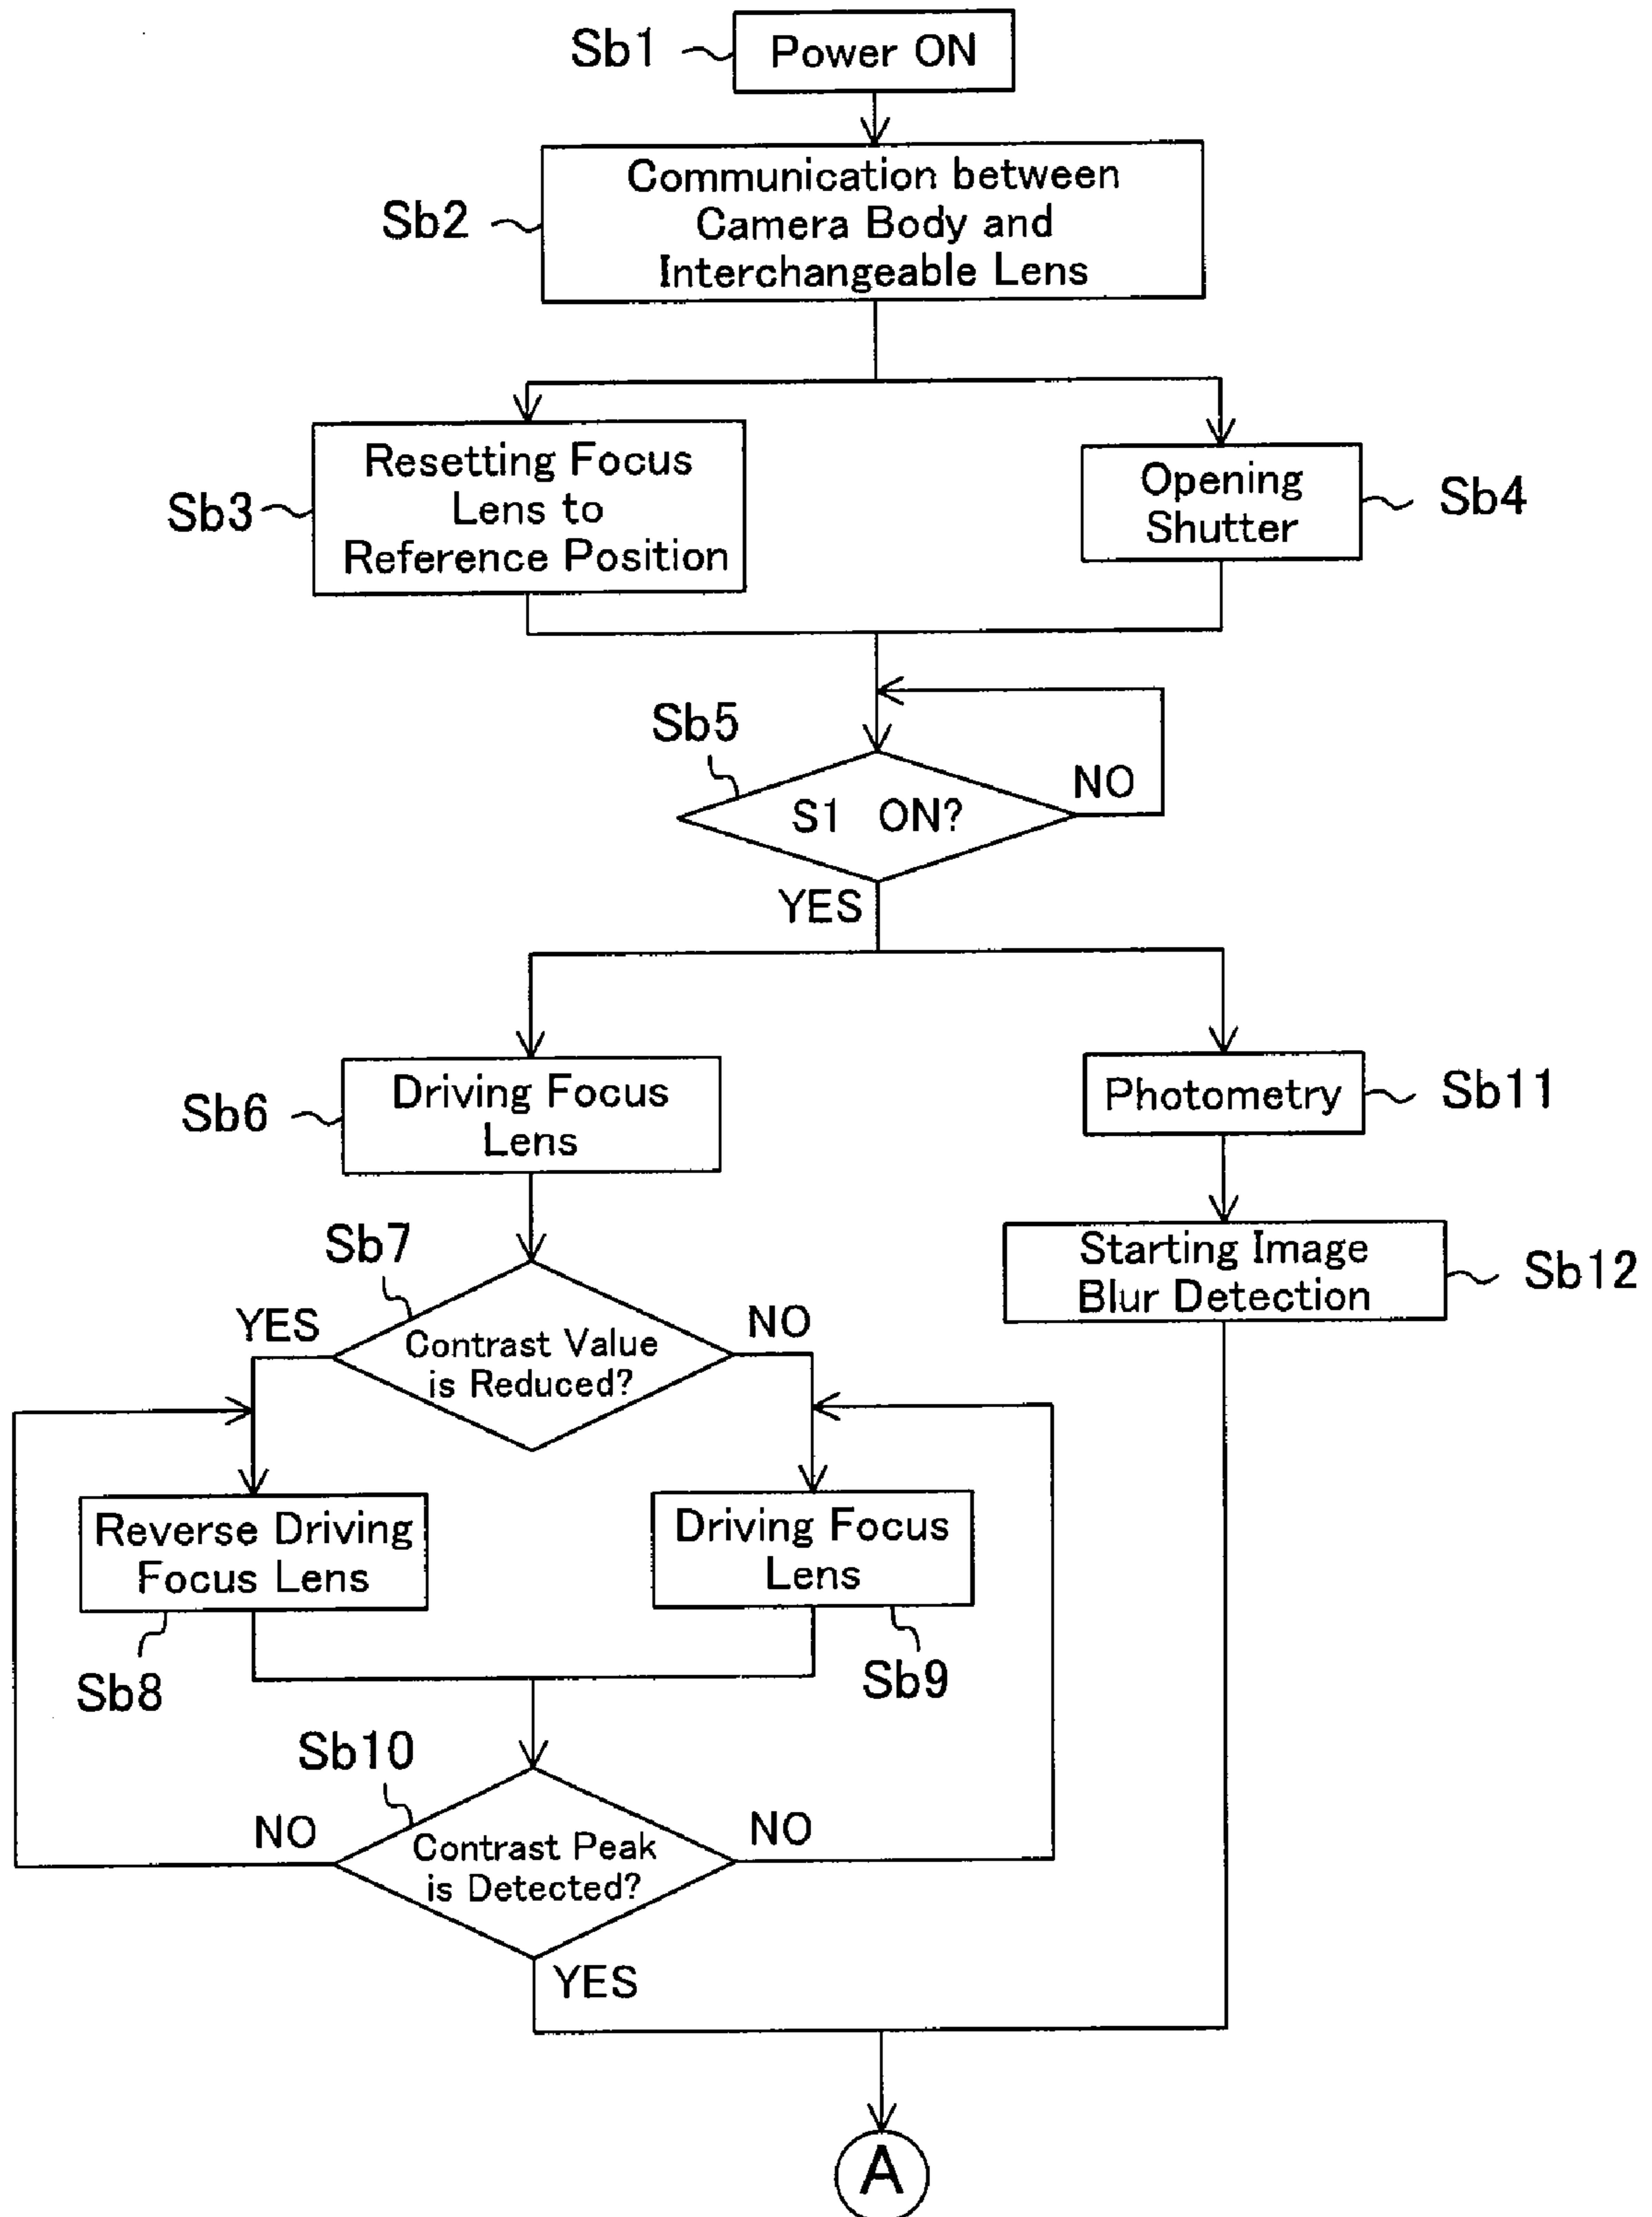 Sb1
Power ON
Sb2
Communication between
Camera Body and
Interchangeable Lens
Sb3
Resetting Focus
Lens to
Reference Position
Opening
Shutter
Sb4
Sb5
S1 ON?
NO
YES
Sb6
Driving Focus
Lens
Photometry
Sb11
Sb7
YES
Contrast Value
is Reduced?
NO
Starting Image
Blur Detection
Sb12
Reverse Driving
Focus Lens
Sb8
Driving Focus
Lens
Sb9
Sb10
NO
Contrast Peak
is Detected?
NO
YES
A